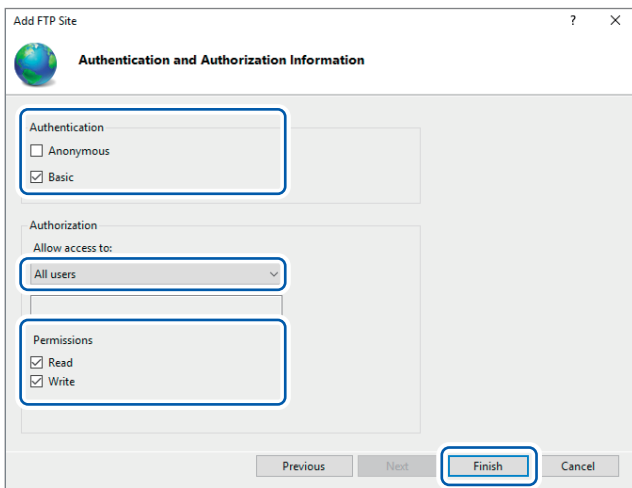 Add FTP Site
?
Authentication and Authorization Information
Authentication
Anonymous
Basic
Authorization
Allow access to:
All users
Permissions
Read
Write
Previous Next Finish Cancel